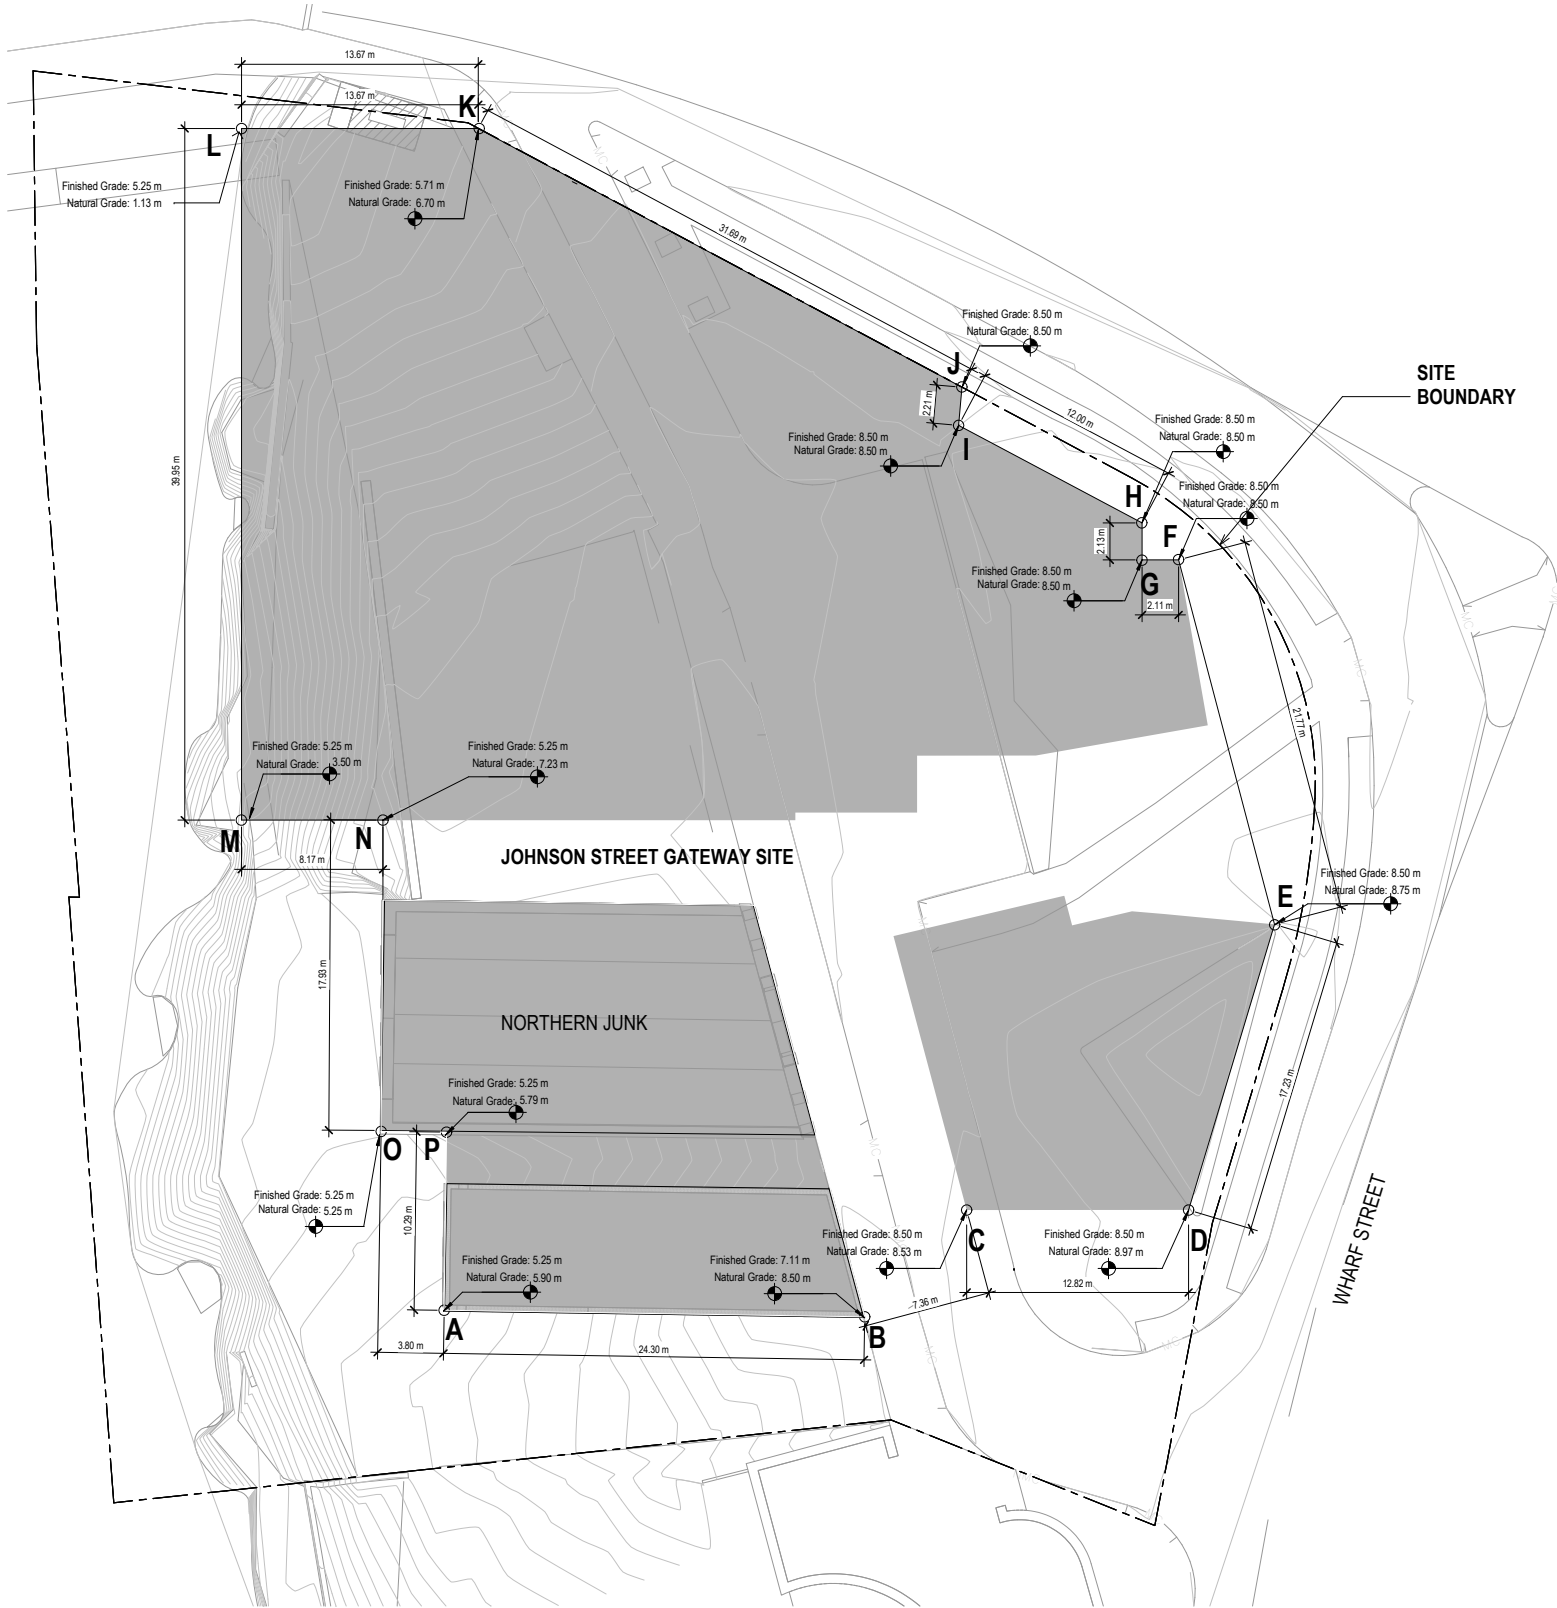 13.67 m
13.67 m
K
L
Finished Grade: 5.25 m
Natural Grade: 1.13 m
Finished Grade: 5.71 m
Natural Grade: 6.70 m
31.69 m
Finished Grade: 8.50 m
Natural Grade: 8.50 m
J
SITE
BOUNDARY
2.21 m
12.00 m
I
Finished Grade: 8.50 m
Natural Grade: 8.50 m
Finished Grade: 8.50 m
Natural Grade: 8.50 m
39.95 m
H
Finished Grade: 8.50 m
Natural Grade: 8.50 m
F
2.13 m
Finished Grade: 8.50 m
Natural Grade: 8.50 m
G
2.11 m
21.77 m
Finished Grade: 5.25 m
Natural Grade: 3.50 m
Finished Grade: 5.25 m
Natural Grade: 7.23 m
M
N
8.17 m
JOHNSON STREET GATEWAY SITE
Finished Grade: 8.50 m
Natural Grade: 8.75 m
E
17.93 m
NORTHERN JUNK
Finished Grade: 5.25 m
Natural Grade: 5.79 m
17.23 m
O
P
Finished Grade: 5.25 m
Natural Grade: 5.25 m
10.29 m
Finished Grade: 5.25 m
Natural Grade: 5.90 m
Finished Grade: 7.11 m
Natural Grade: 8.50 m
Finished Grade: 8.50 m
Natural Grade: 8.53 m
C
Finished Grade: 8.50 m
Natural Grade: 8.97 m
D
WHARF STREET
12.82 m
7.36 m
A
B
3.80 m
24.30 m
MC
MC
MC
MC
MC
MC